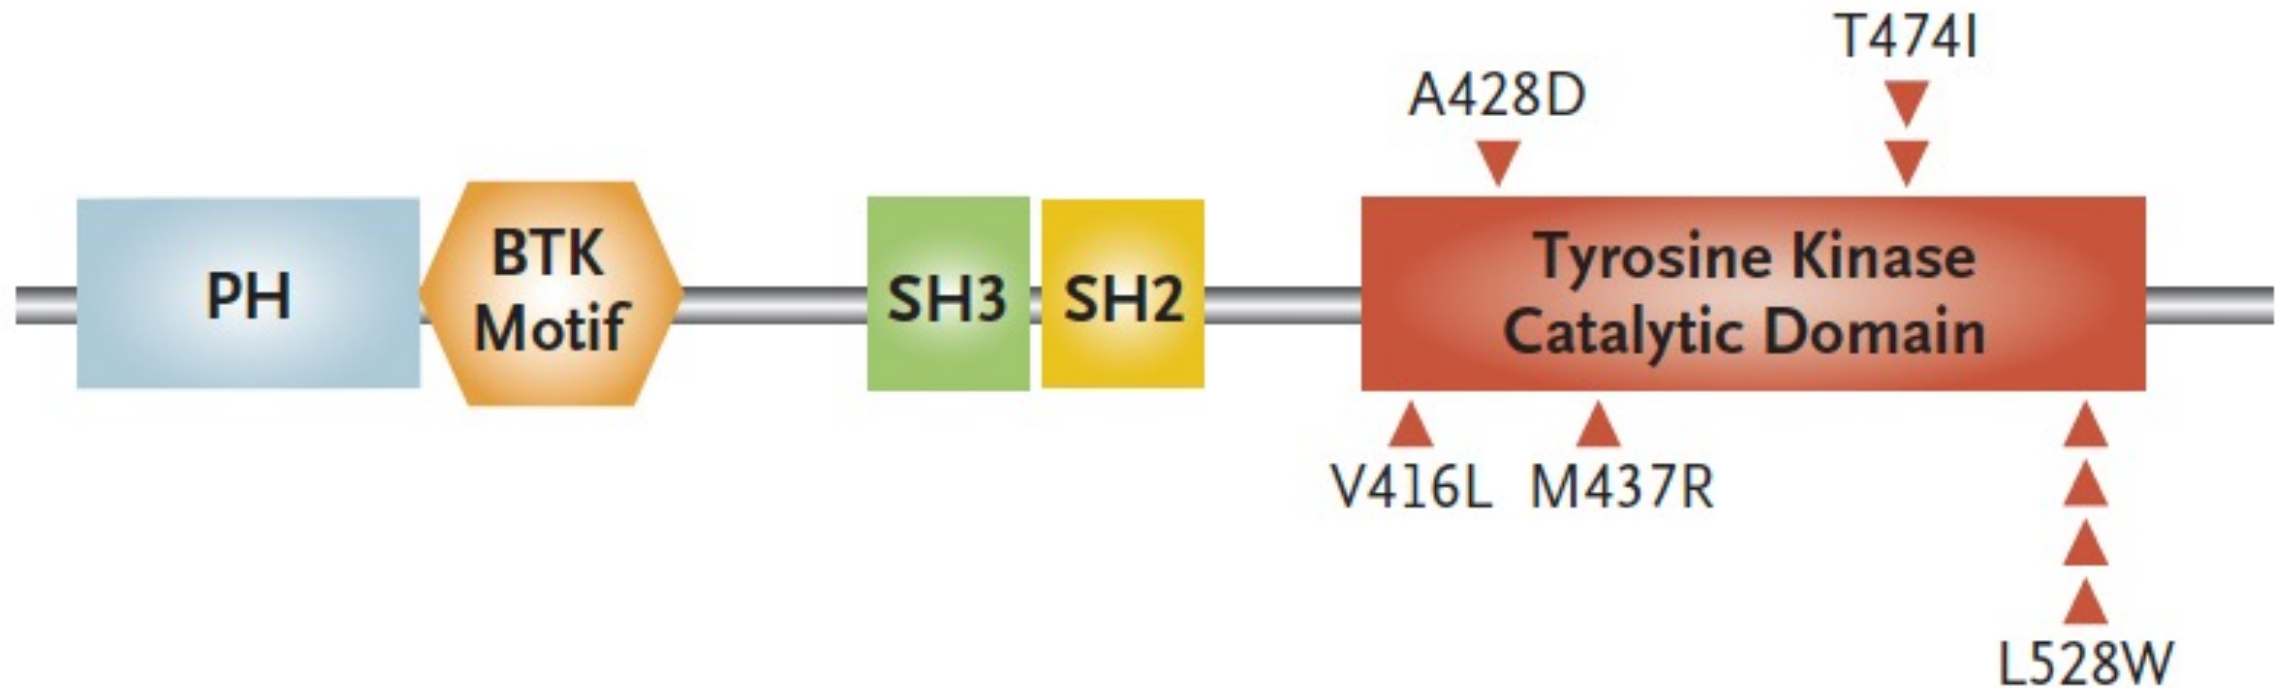 T474I
A428D
PH
BTK
Motif
SH3
SH2
Tyrosine Kinase
Catalytic Domain
V416L
M437R
L528W